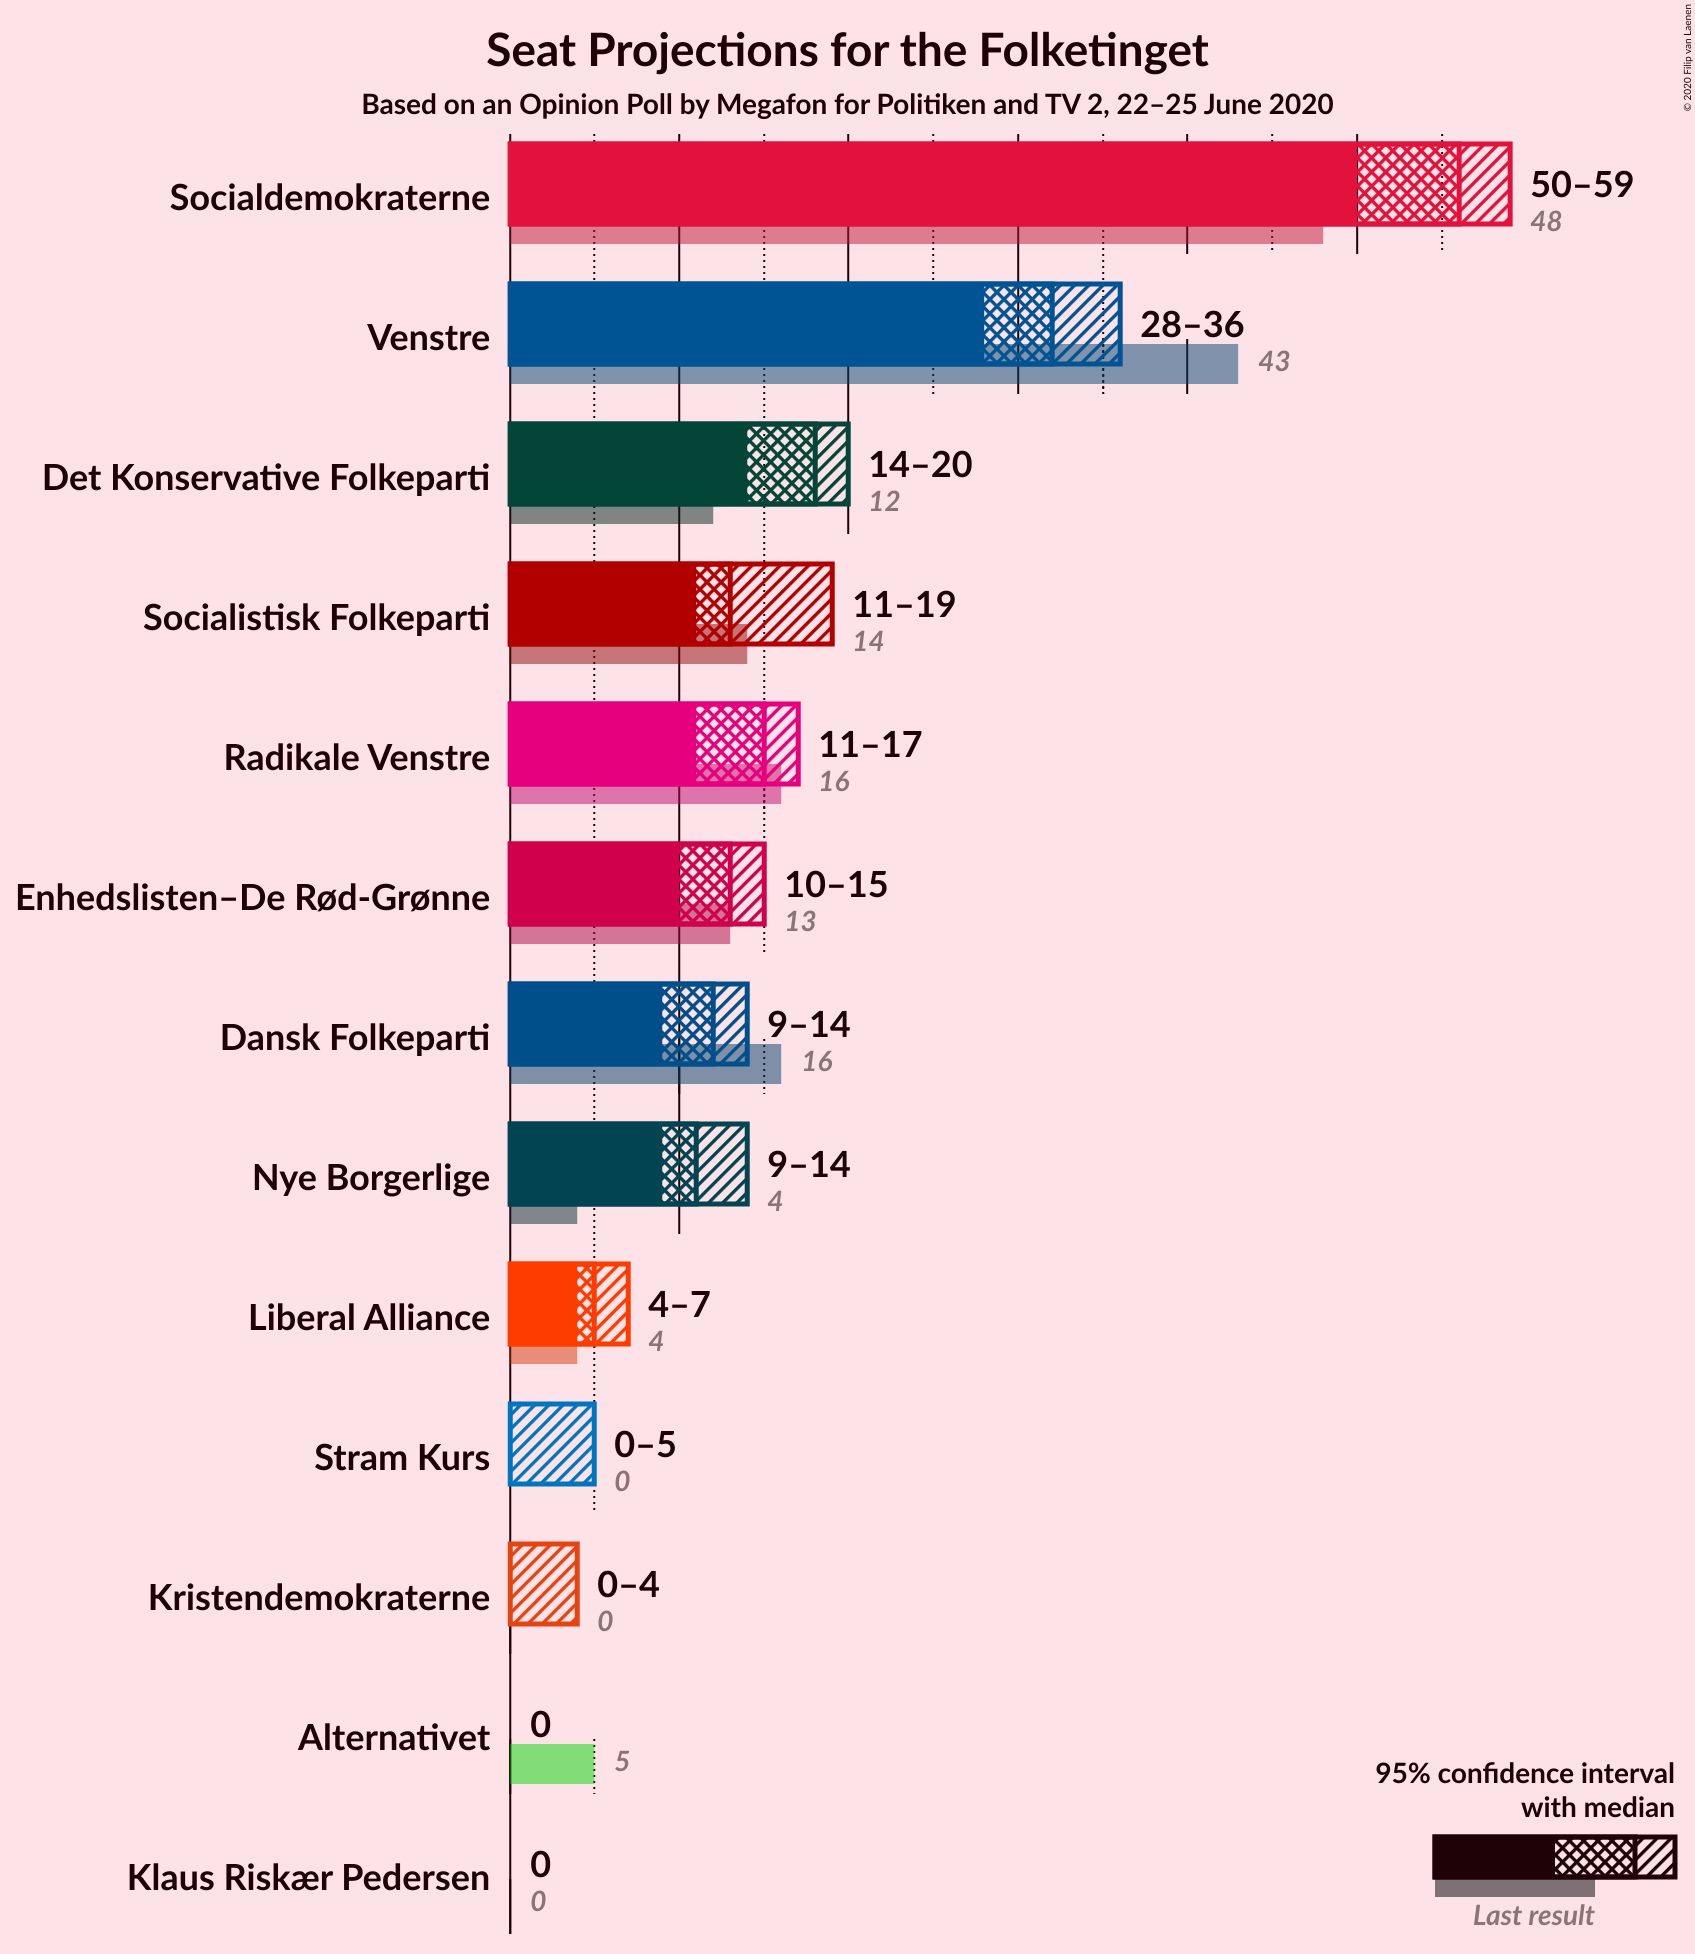 Seat Projections for the Folketinget
Based on an Opinion Poll by Megafon for Politiken and TV 2, 22–25 June 2020
© 2020 Filip van Laenen
Socialdemokraterne
50–59
48
Venstre
28–36
43
Det Konservative Folkeparti
14–20
12
Socialistisk Folkeparti
11–19
14
Radikale Venstre
11–17
16
Enhedslisten–De Rød-Grønne
10–15
13
Dansk Folkeparti
9–14
16
Nye Borgerlige
9–14
4
Liberal Alliance
4–7
4
Stram Kurs
0–5
0
Kristendemokraterne
0–4
0
Alternativet
0
5
Klaus Riskær Pedersen
0
0
95% confidence interval
with median
Last result